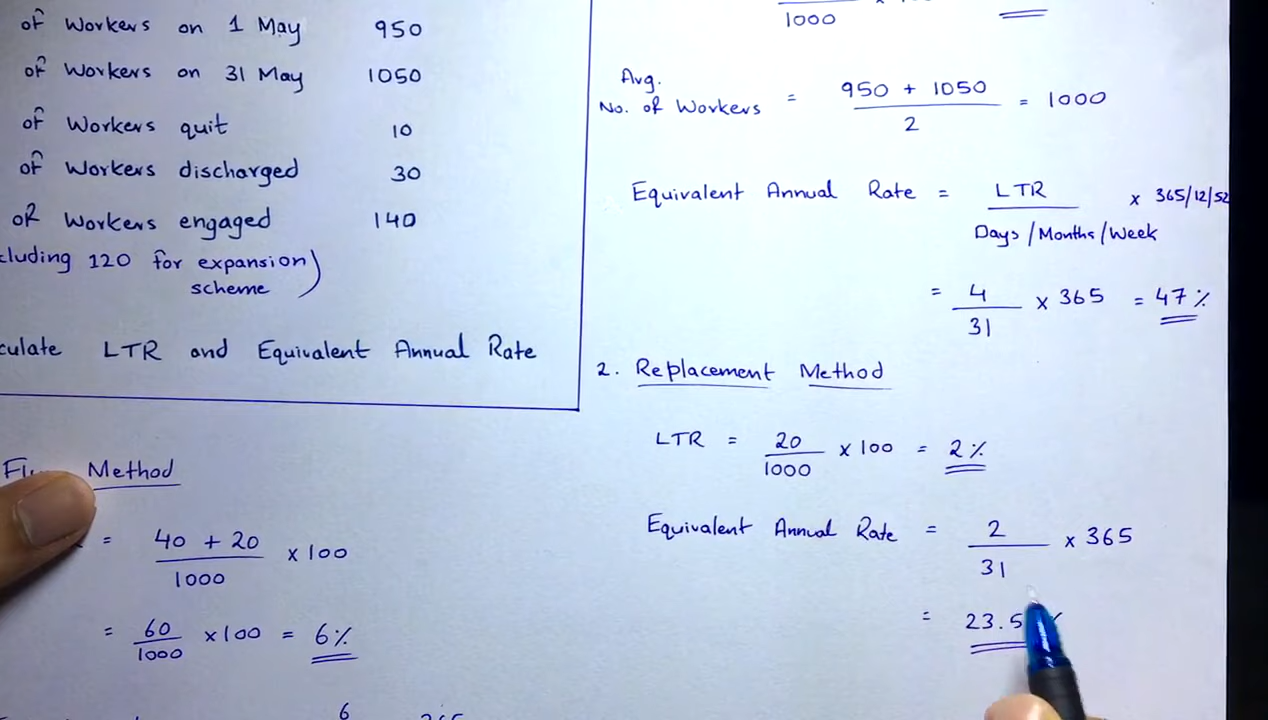 of Workers on 1 May 950
of Workers on 31 May 1050
of Workers quit 10
of Workers discharged 30
of Workers engaged 140
cluding 120 for expansion
scheme)
culate LTR and Equivalent Annual Rate
Method
= 40 + 20 / 1000 × 100
= 60 / 1000 × 100 = 6%
6
365
1000
Avg.
No. of Workers = 950 + 1050 / 2 = 1000
Equivalent Annual Rate = LTR / Days/Months/Week × 365/12/52
= 4 / 31 × 365 = 47%
2. Replacement Method
LTR = 20 / 1000 × 100 = 2%
Equivalent Annual Rate = 2 / 31 × 365
= 23.5